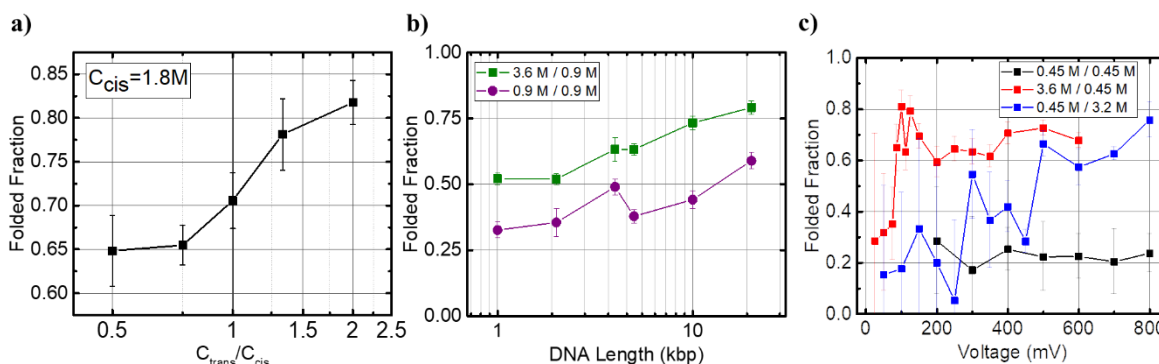 a)
C_cis=1.8M
Folded Fraction
0.85
0.80
0.75
0.70
0.65
0.60
0.5
1
2
2.5
C_trans/C_cis
b)
3.6 M / 0.9 M
0.9 M / 0.9 M
Folded Fraction
1.00
0.75
0.50
0.25
0.00
1
10
DNA Length (kbp)
c)
0.45 M / 0.45 M
3.6 M / 0.45 M
0.45 M / 3.2 M
Folded Fraction
1.0
0.8
0.6
0.4
0.2
0.0
0
200
400
600
800
Voltage (mV)